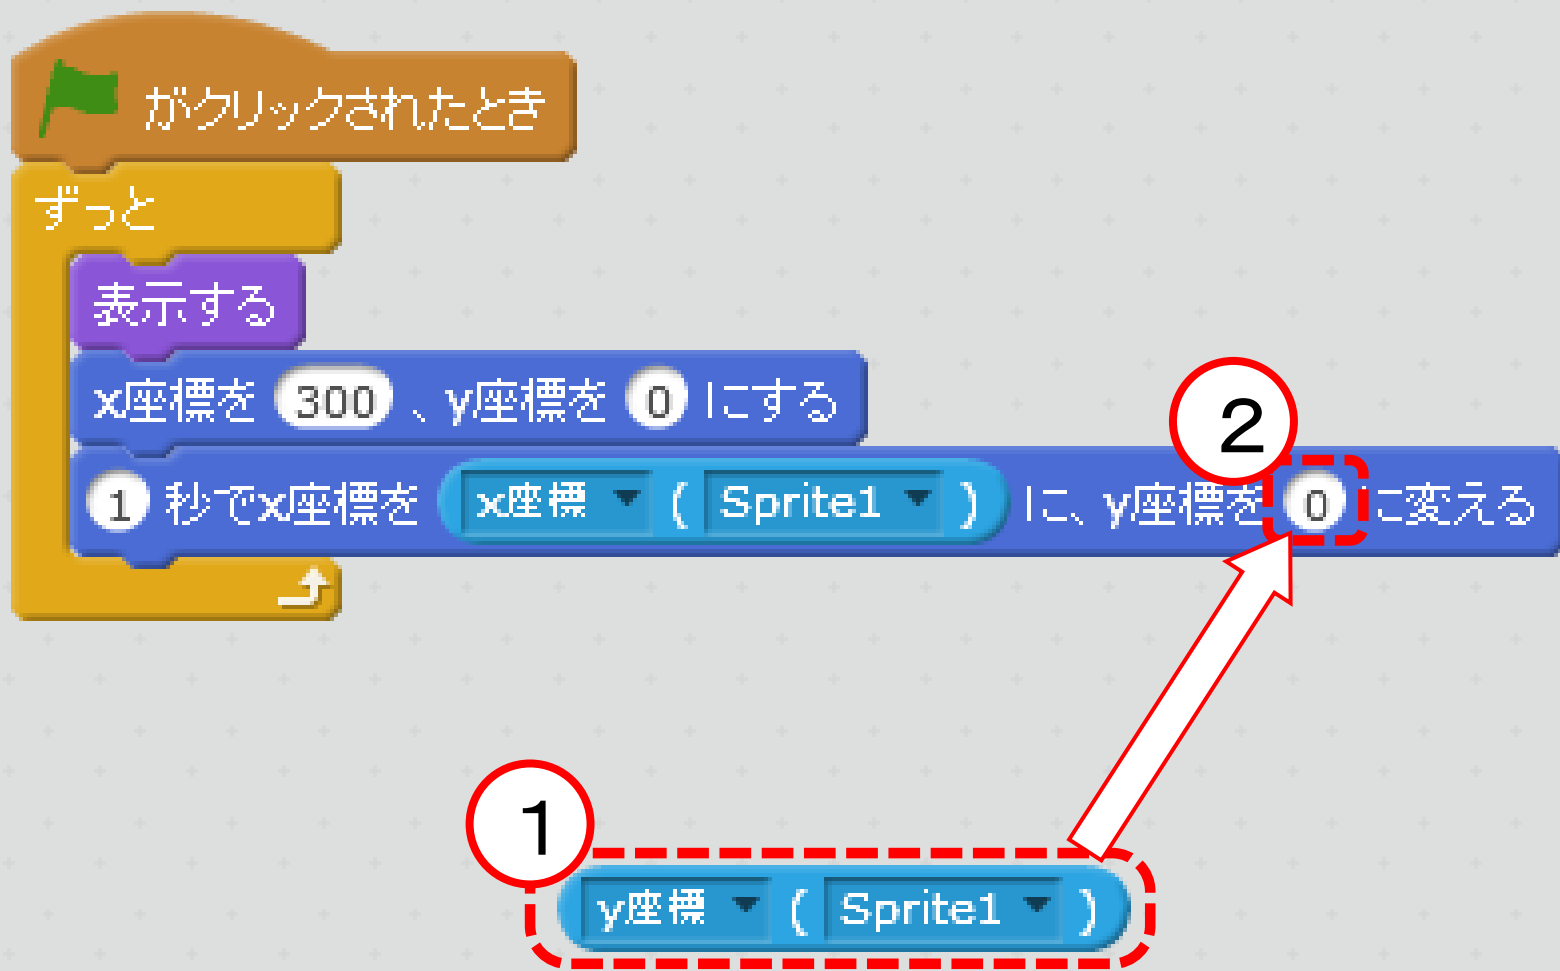 がクリックされたとき
ずっと
表示する
x座標を 300 、y座標を 0 にする
2
1 秒でx座標を x座標 ( Sprite1 ) に、y座標を 0 に変える
1
y座標 ( Sprite1 )